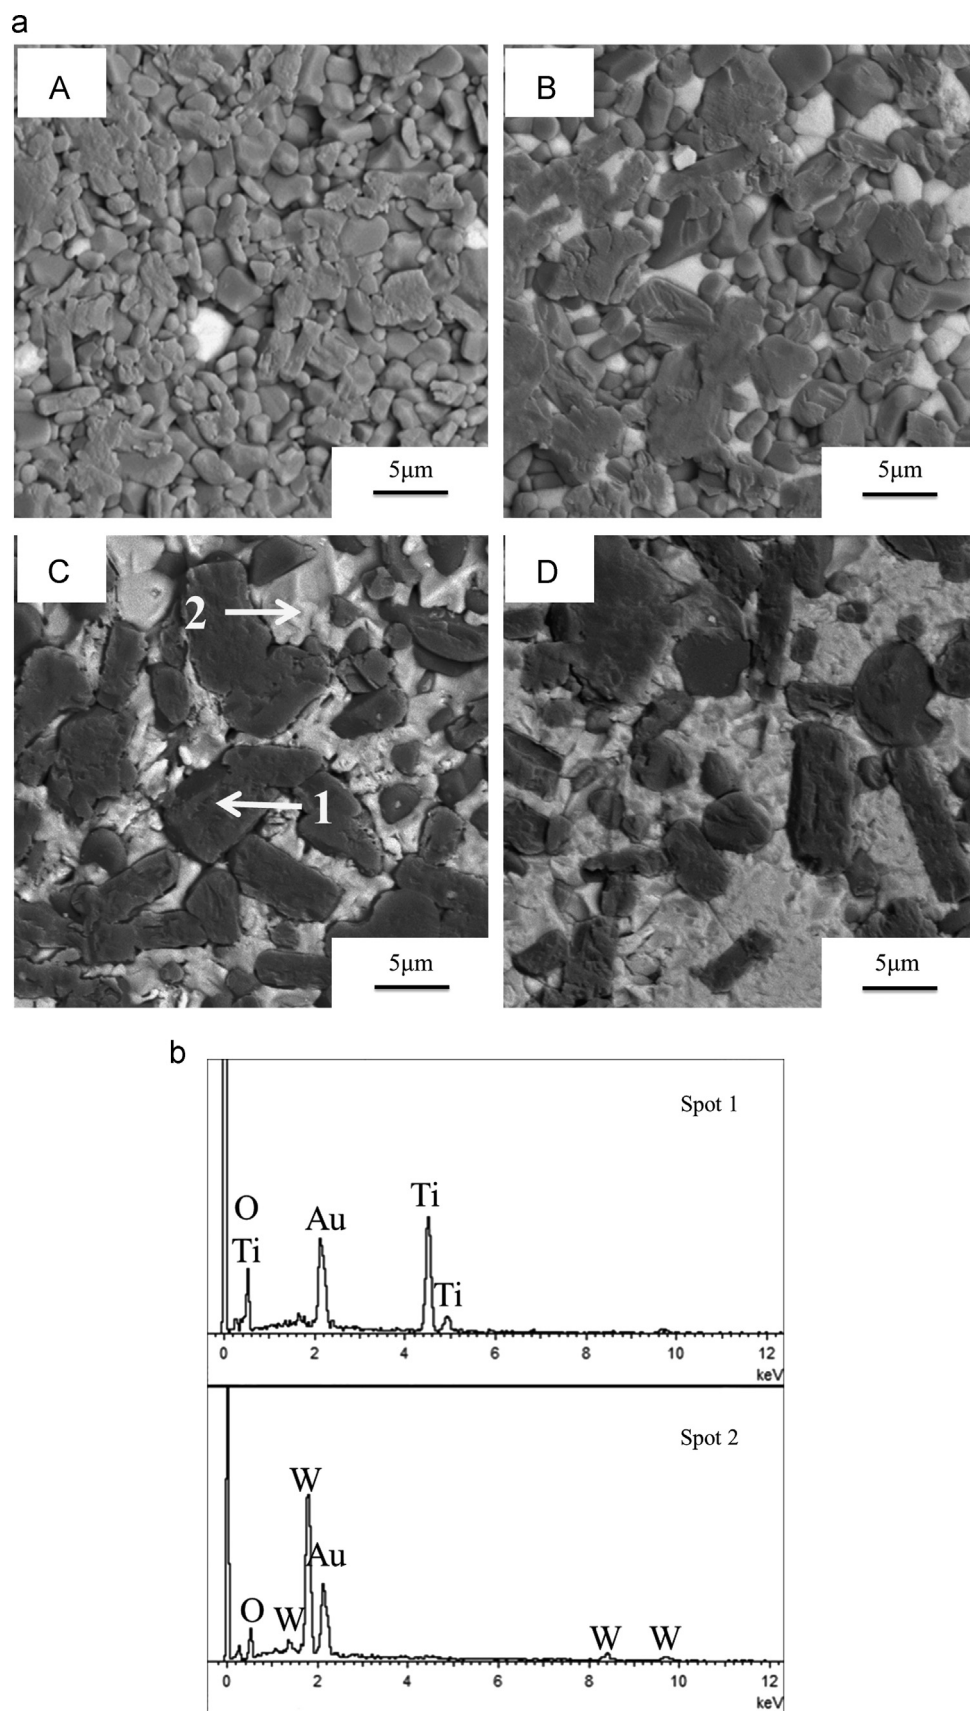 a
A
B
5μm
5μm
C
D
2
1
5μm
5μm
b
Spot 1
O
Ti
Au
Ti
Ti
0 2 4 6 8 10 12
keV
Spot 2
W
Au
O
W
W
W
0 2 4 6 8 10 12
keV